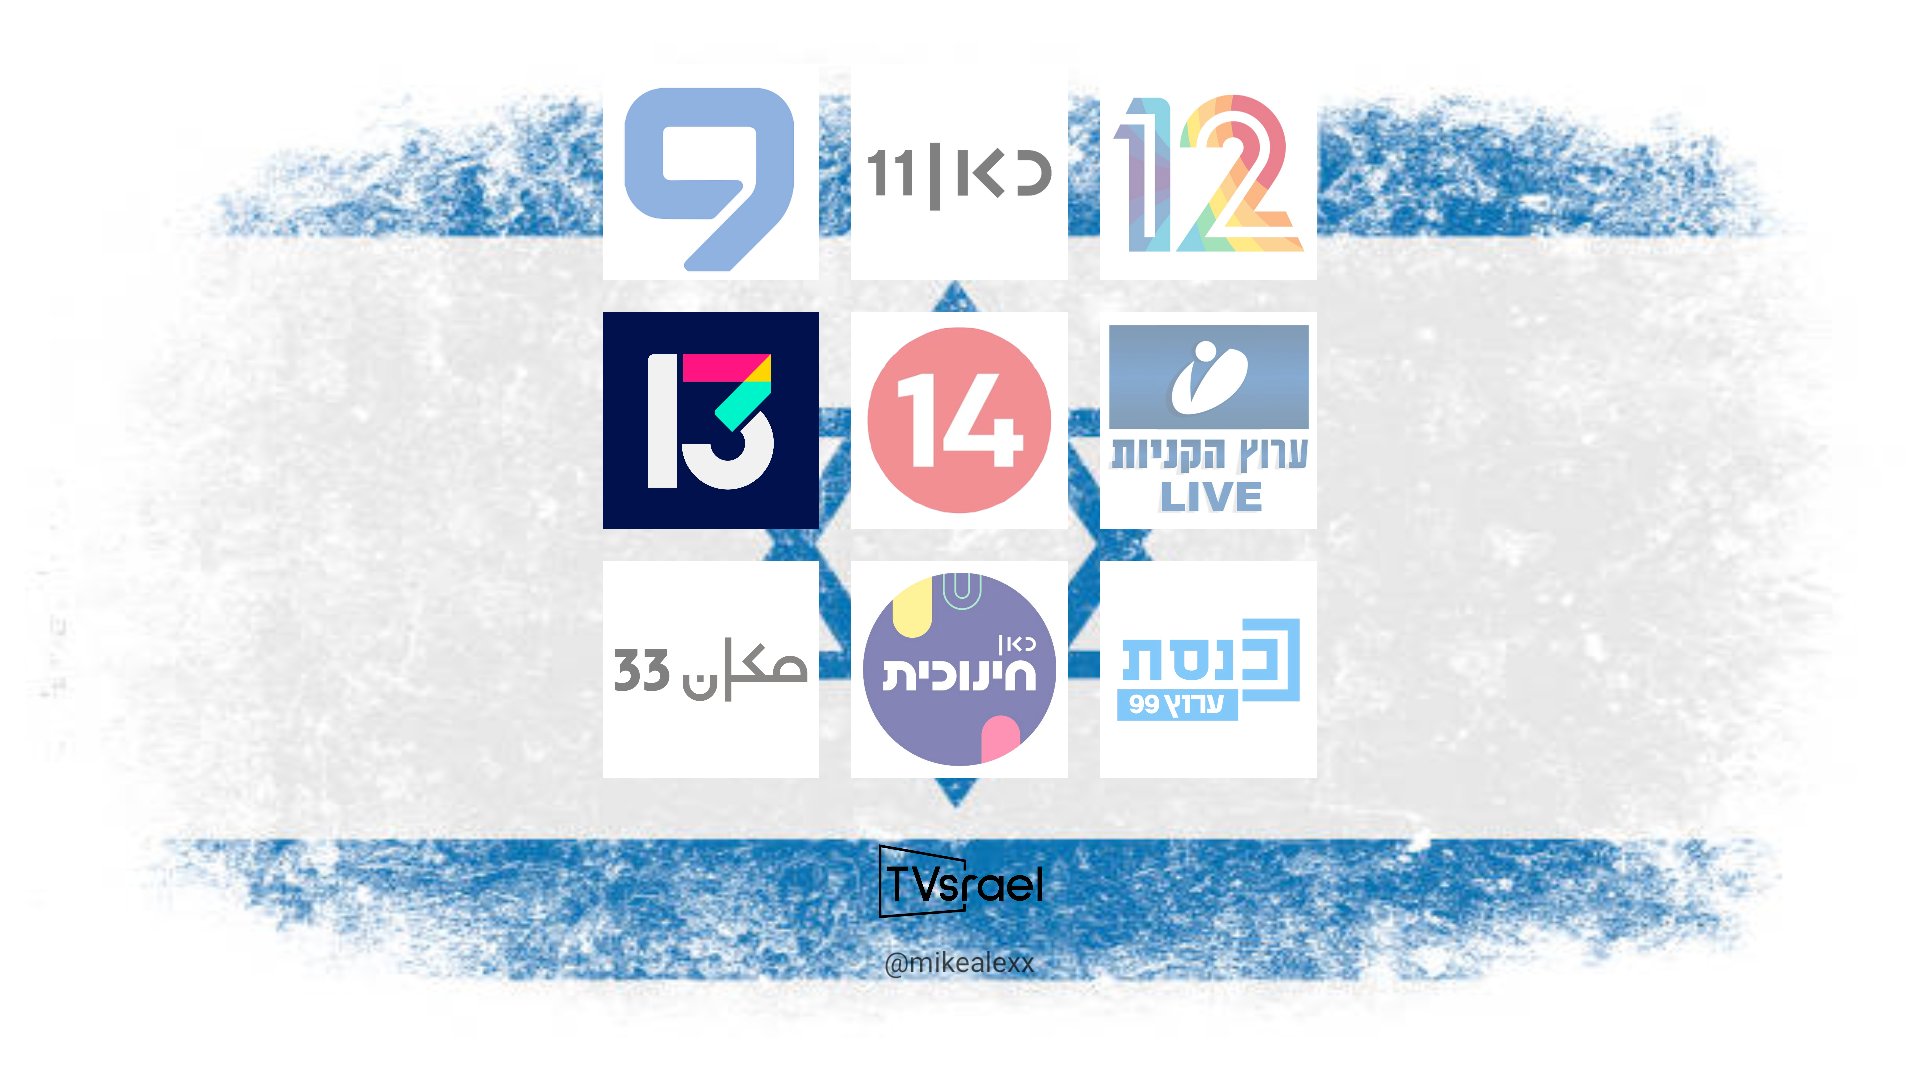 9
כאן|11
12
13
14
ערוץ הקניות
LIVE
مكان 33
כאן|
חינוכית
כנסת
ערוץ 99
TVsrael
@mikealexx